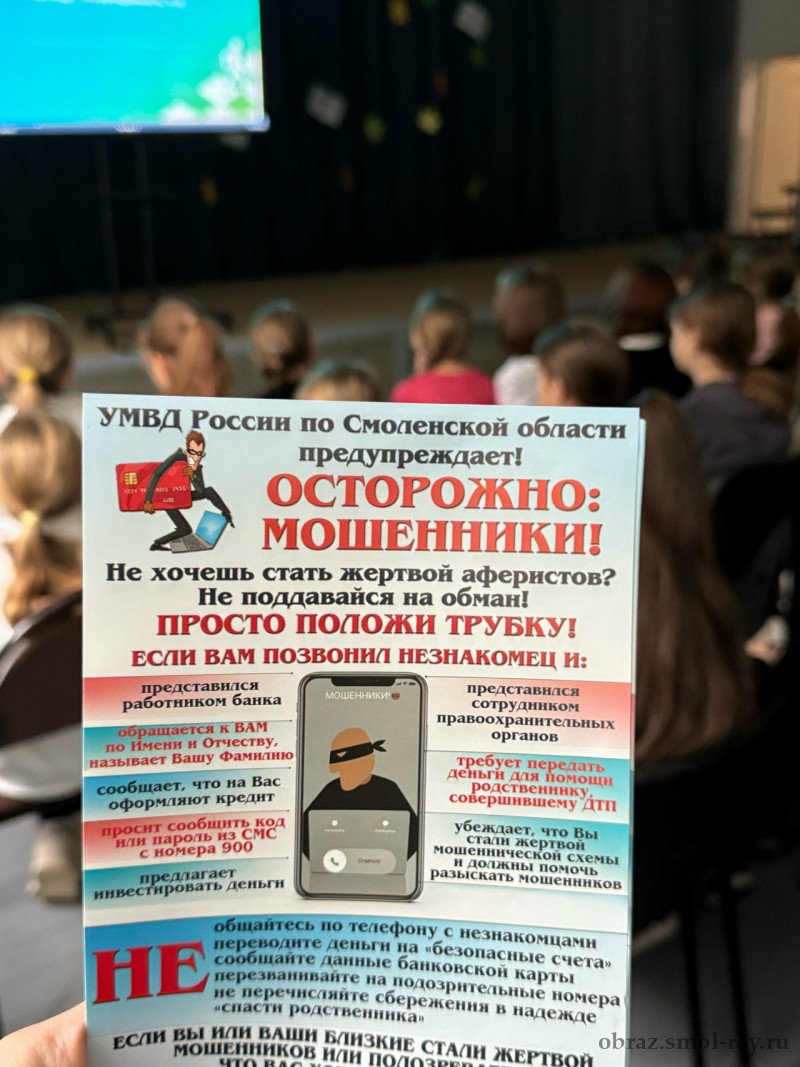 УМВД России по Смоленской области
предупреждает!
ОСТОРОЖНО:
МОШЕННИКИ!
Не хочешь стать жертвой аферистов?
Не поддавайся на обман!
ПРОСТО ПОЛОЖИ ТРУБКУ!
ЕСЛИ ВАМ ПОЗВОНИЛ НЕЗНАКОМЕЦ И:
представился
работником банка
обращается к ВАМ
по Имени и Отчеству,
называет Вашу Фамилию
сообщает, что на Вас
оформляют кредит
просит сообщить код
или пароль из СМС
с номера 900
предлагает
инвестировать деньги
МОШЕННИКИ!
Ответить
представился
сотрудником
правоохранительных
органов
требует передать
деньги для помощи
родственнику,
совершившему ДТП
убеждает, что Вы
стали жертвой
мошеннической схемы
и должны помочь
разыскать мошенников
НЕ
общайтесь по телефону с незнакомцами
переводите деньги на «безопасные счета»
сообщайте данные банковской карты
перезванивайте на подозрительные номера
не перечисляйте сбережения в надежде
«спасти родственника»
ЕСЛИ ВЫ ИЛИ ВАШИ БЛИЗКИЕ СТАЛИ ЖЕРТВОЙ
МОШЕННИКОВ ИЛИ
obraz.smol-ray.ru